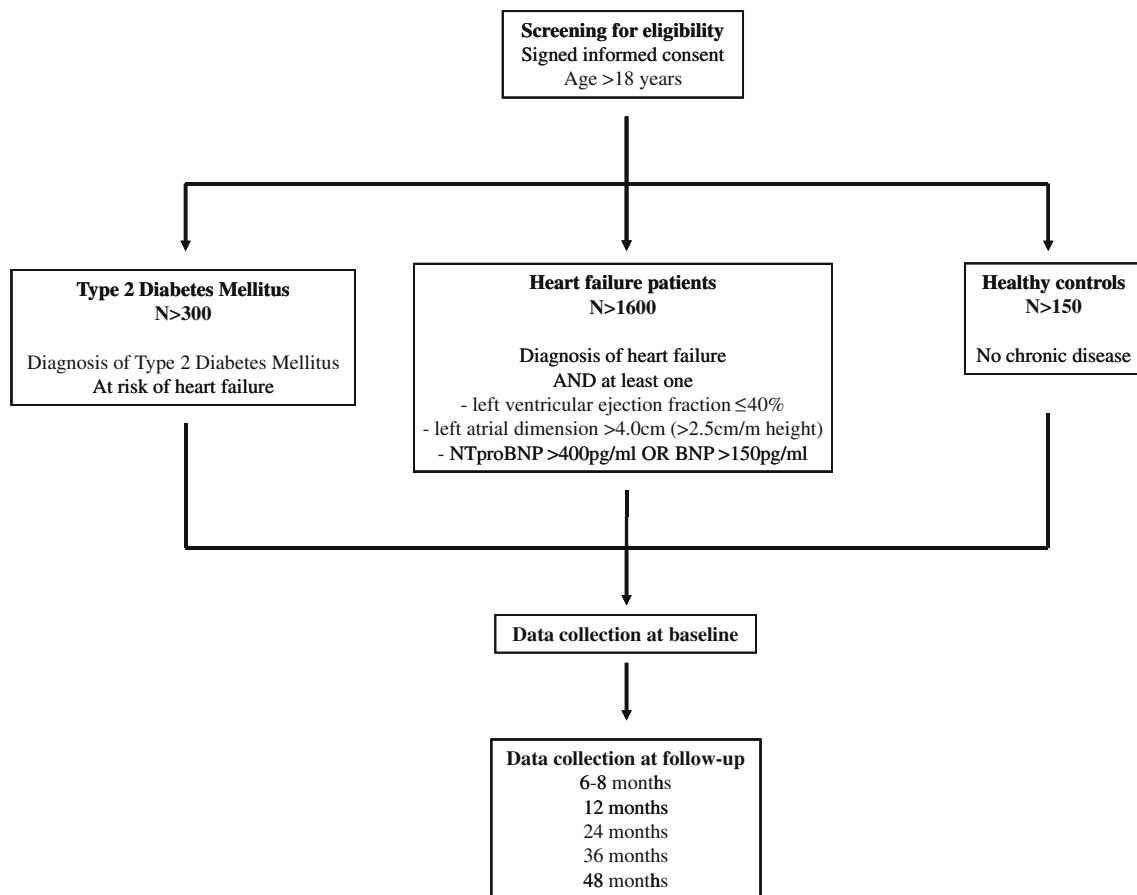 Screening for eligibility
Signed informed consent
Age >18 years
Type 2 Diabetes Mellitus
N>300
Diagnosis of Type 2 Diabetes Mellitus
At risk of heart failure
Heart failure patients
N>1600
Diagnosis of heart failure
AND at least one
- left ventricular ejection fraction ≤40%
- left atrial dimension >4.0cm (>2.5cm/m height)
- NTproBNP >400pg/ml OR BNP >150pg/ml
Healthy controls
N>150
No chronic disease
Data collection at baseline
Data collection at follow-up
6-8 months
12 months
24 months
36 months
48 months